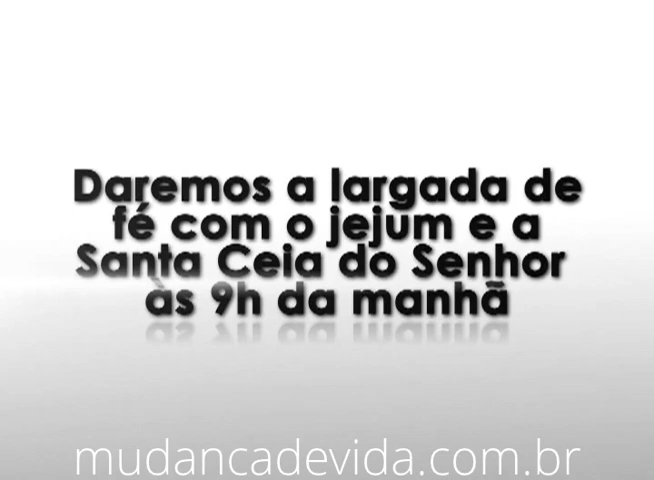 Daremos a largada de
fé com o jejum e a
Santa Ceia do Senhor
às 9h da manhã
mudancadevida.com.br